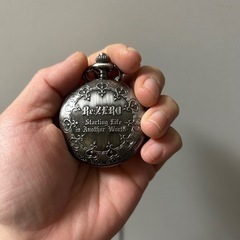 Re:ZERO
Starting Life
in Another World